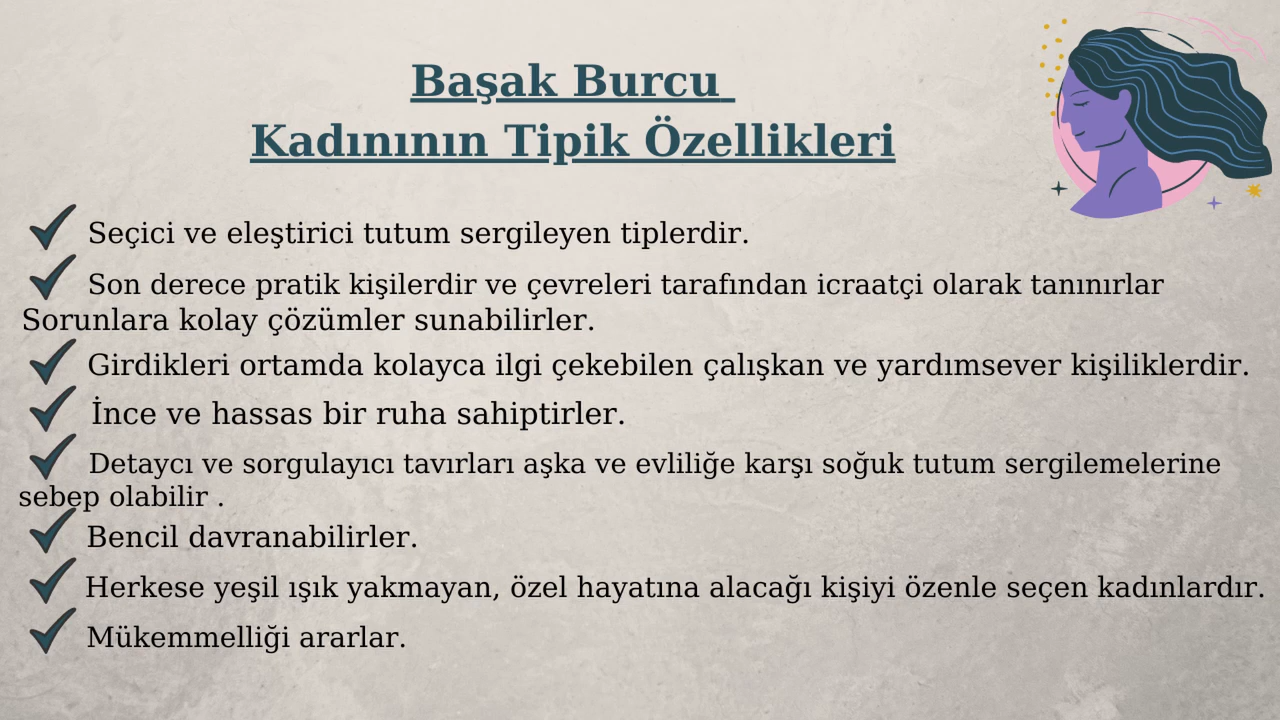 Başak Burcu
Kadınının Tipik Özellikleri
Seçici ve eleştirici tutum sergileyen tiplerdir.
Son derece pratik kişilerdir ve çevreleri tarafından icraatçi olarak tanınırlar
Sorunlara kolay çözümler sunabilirler.
Girdikleri ortamda kolayca ilgi çekebilen çalışkan ve yardımsever kişiliklerdir.
İnce ve hassas bir ruha sahiptirler.
Detaycı ve sorgulayıcı tavırları aşka ve evliliğe karşı soğuk tutum sergilemelerine
sebep olabilir .
Bencil davranabilirler.
Herkese yeşil ışık yakmayan, özel hayatına alacağı kişiyi özenle seçen kadınlardır.
Mükemmelliği ararlar.